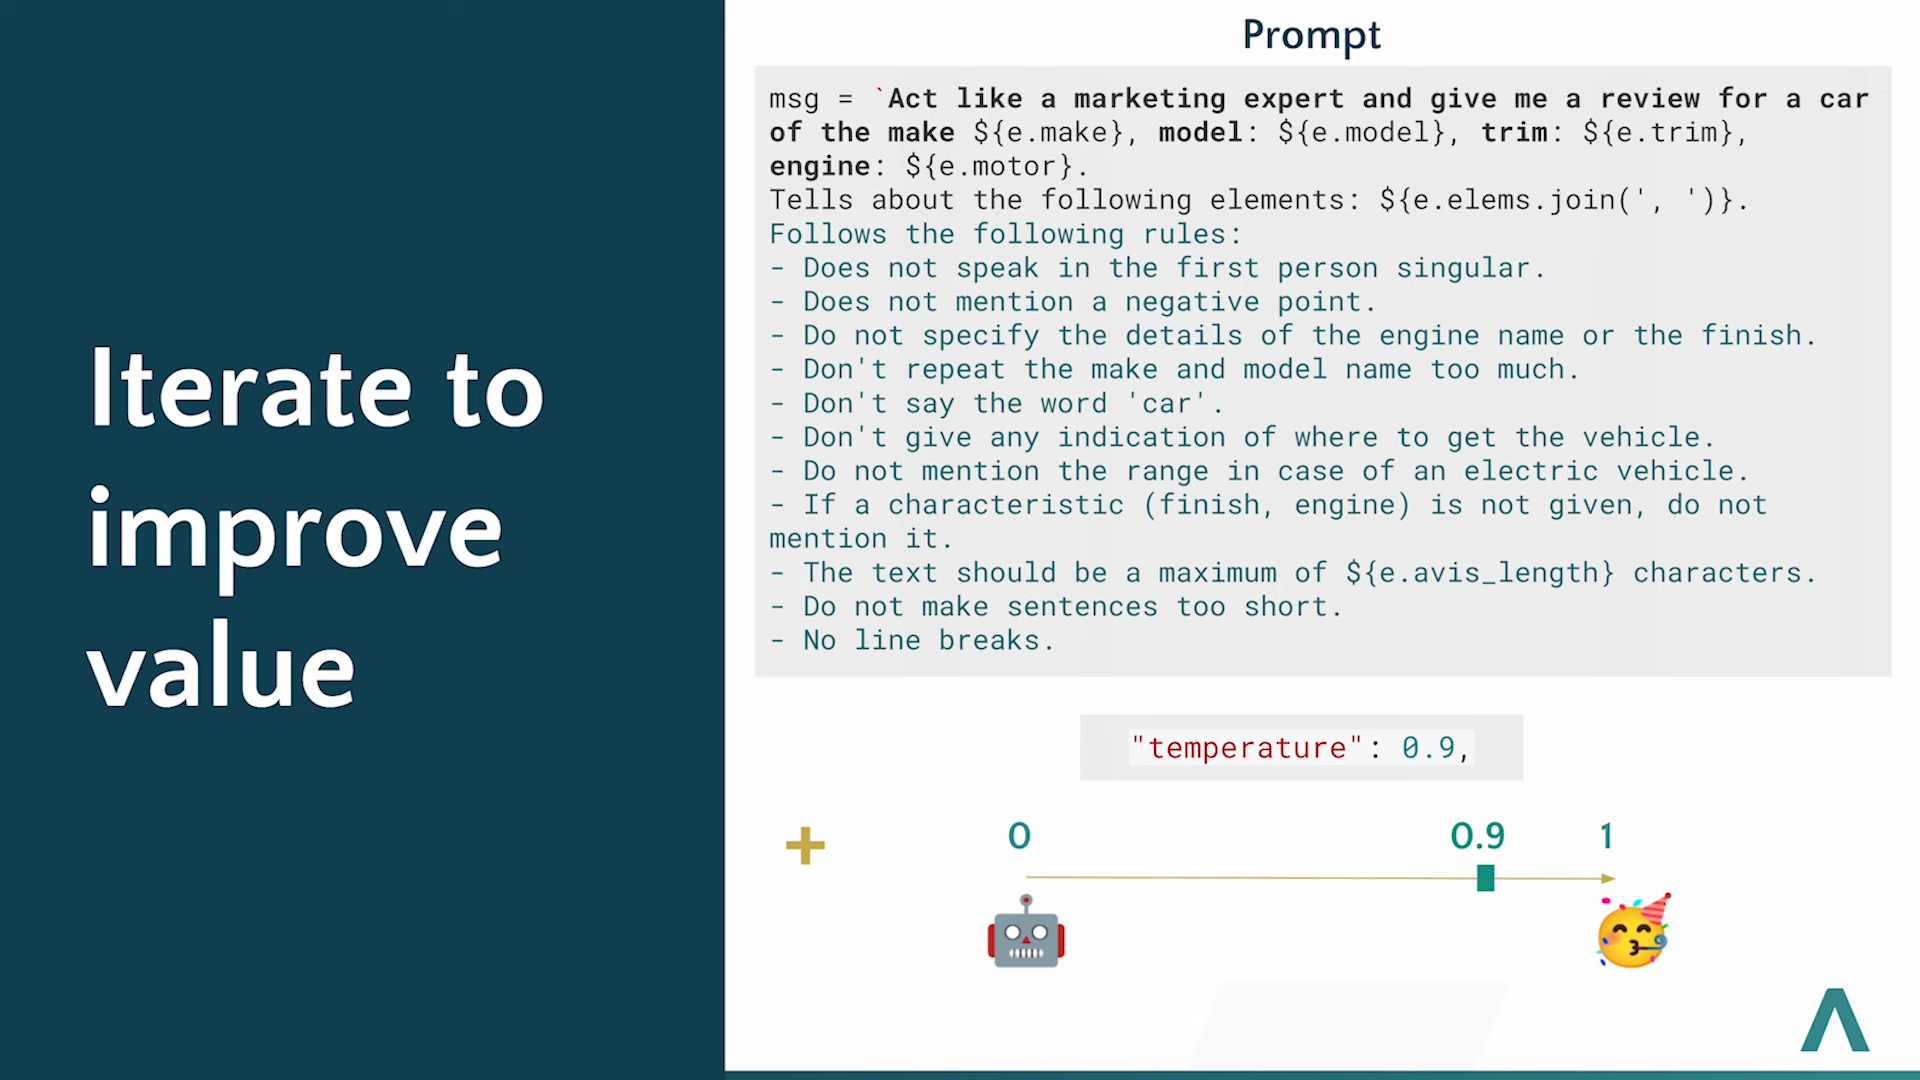 Iterate to
improve
value
Prompt
msg = `Act like a marketing expert and give me a review for a car
of the make ${e.make}, model: ${e.model}, trim: ${e.trim},
engine: ${e.motor}.
Tells about the following elements: ${e.elems.join(', ')}.
Follows the following rules:
- Does not speak in the first person singular.
- Does not mention a negative point.
- Do not specify the details of the engine name or the finish.
- Don't repeat the make and model name too much.
- Don't say the word 'car'.
- Don't give any indication of where to get the vehicle.
- Do not mention the range in case of an electric vehicle.
- If a characteristic (finish, engine) is not given, do not
mention it.
- The text should be a maximum of ${e.avis_length} characters.
- Do not make sentences too short.
- No line breaks.
"temperature": 0.9,
+
0 0.9 1